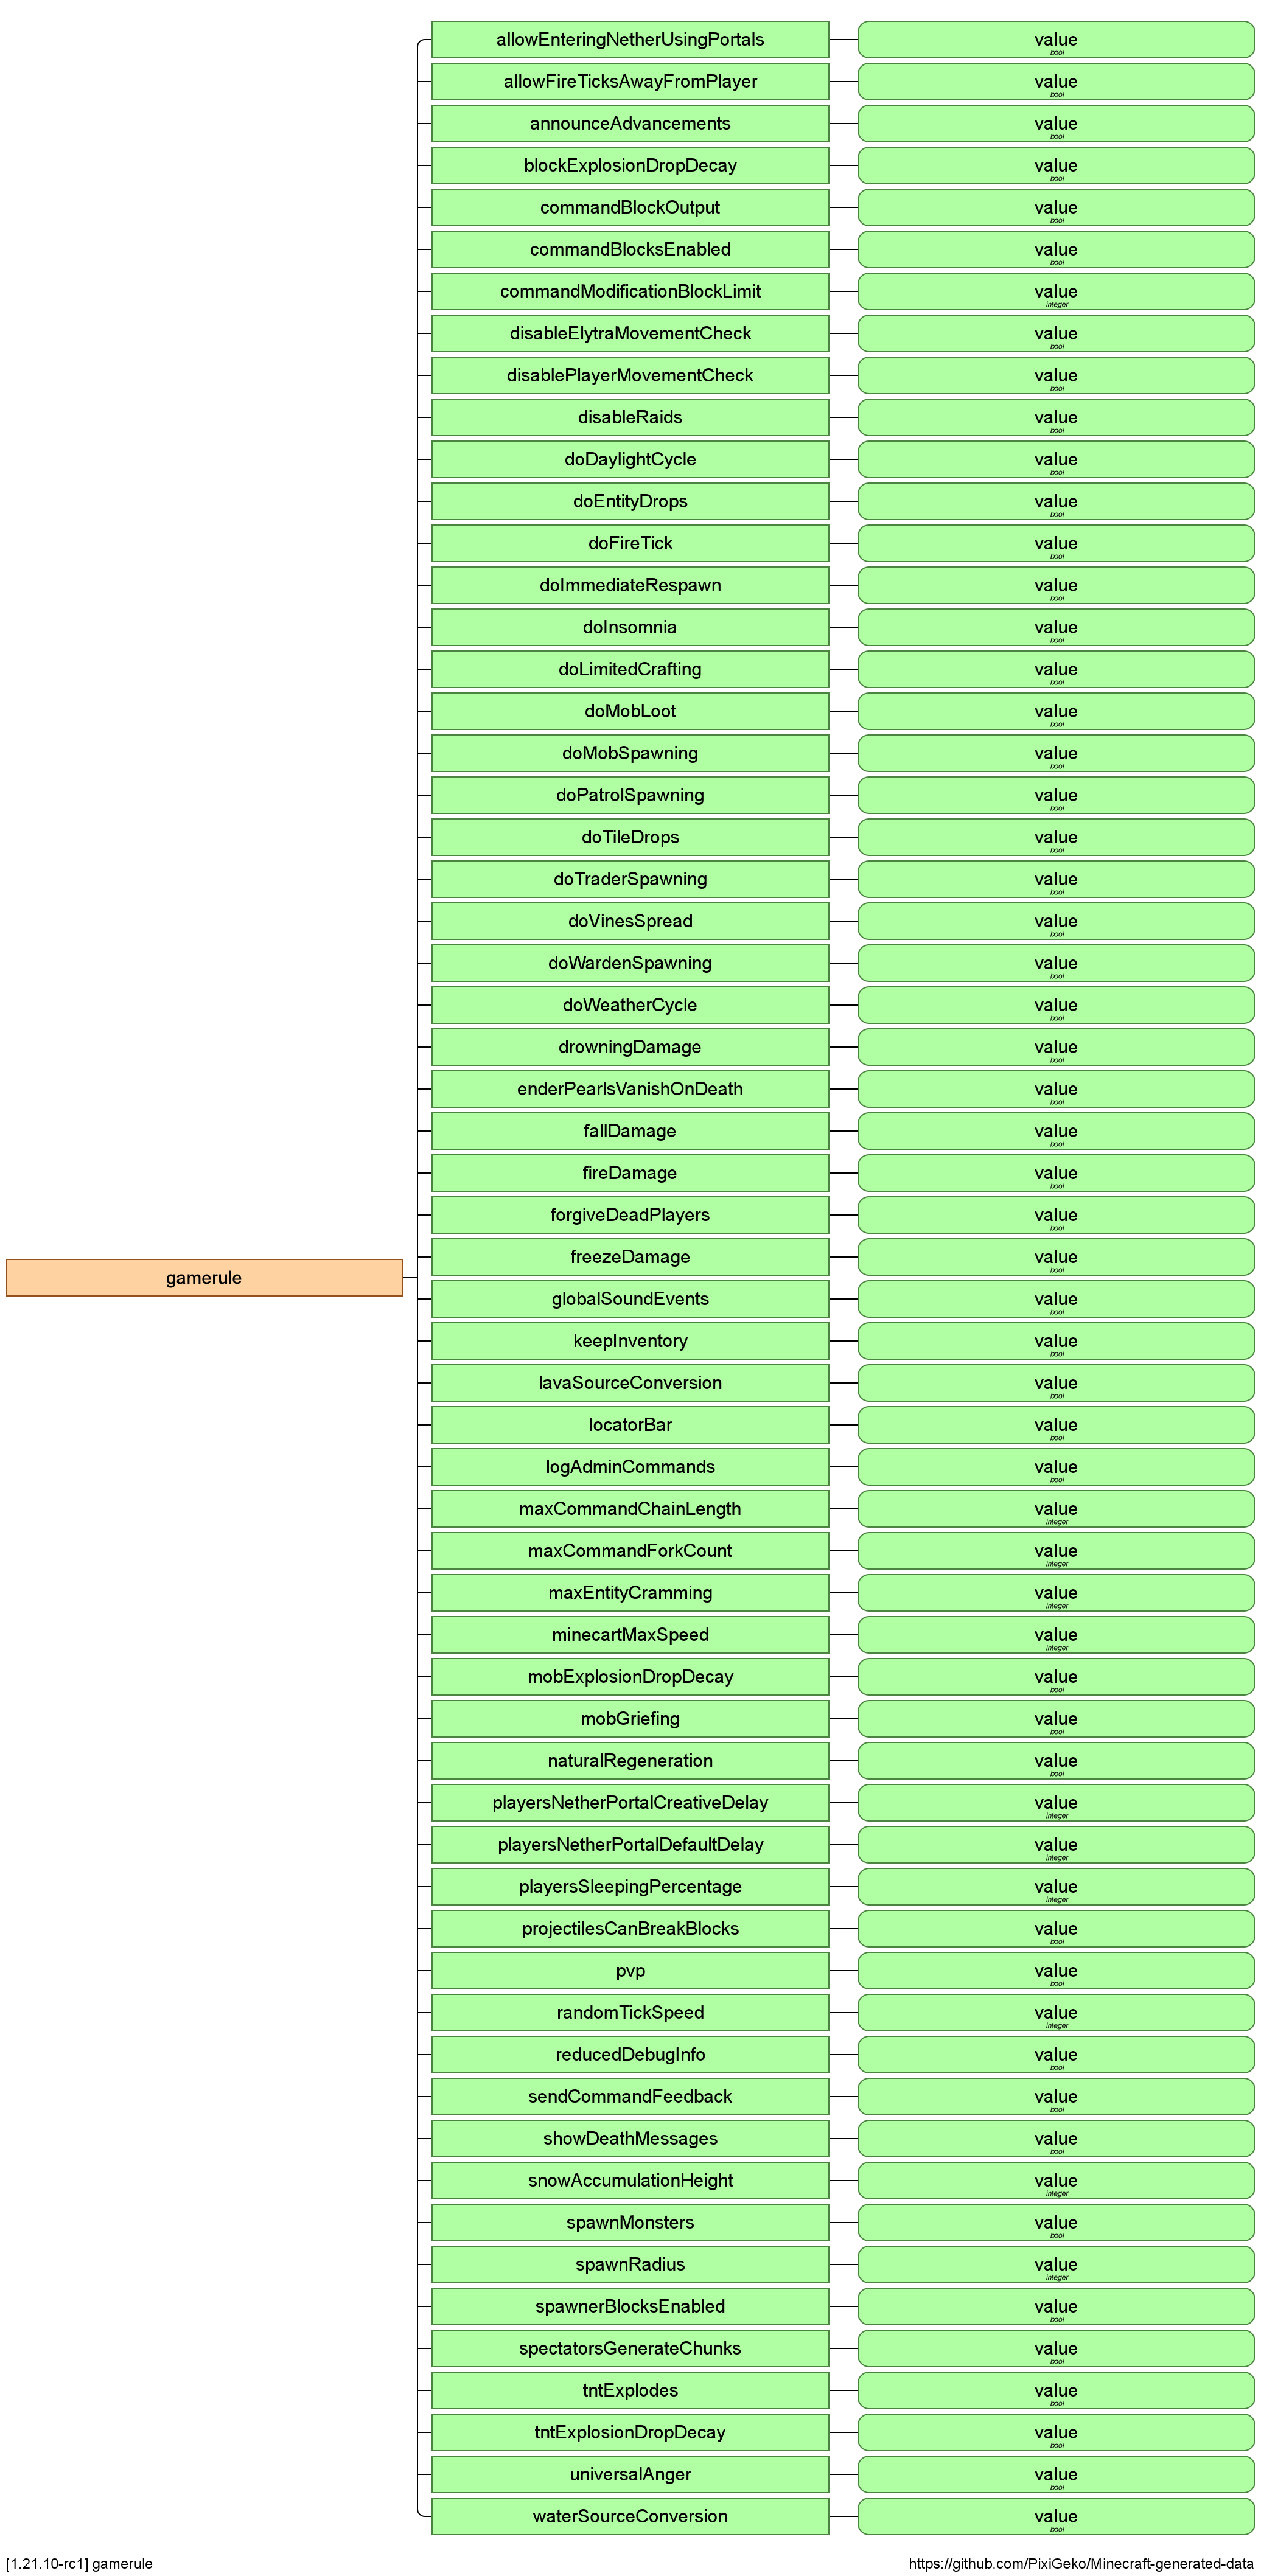 allowEnteringNetherUsingPortals value
bool
allowFireTicksAwayFromPlayer value
bool
announceAdvancements value
bool
blockExplosionDropDecay value
bool
commandBlockOutput value
bool
commandBlocksEnabled value
bool
commandModificationBlockLimit value
integer
disableElytraMovementCheck value
bool
disablePlayerMovementCheck value
bool
disableRaids value
bool
doDaylightCycle value
bool
doEntityDrops value
bool
doFireTick value
bool
doImmediateRespawn value
bool
doInsomnia value
bool
doLimitedCrafting value
bool
doMobLoot value
bool
doMobSpawning value
bool
doPatrolSpawning value
bool
doTileDrops value
bool
doTraderSpawning value
bool
doVinesSpread value
bool
doWardenSpawning value
bool
doWeatherCycle value
bool
drowningDamage value
bool
enderPearlsVanishOnDeath value
bool
fallDamage value
bool
fireDamage value
bool
forgiveDeadPlayers value
bool
freezeDamage value
bool
gamerule
globalSoundEvents value
bool
keepInventory value
bool
lavaSourceConversion value
bool
locatorBar value
bool
logAdminCommands value
bool
maxCommandChainLength value
integer
maxCommandForkCount value
integer
maxEntityCramming value
integer
minecartMaxSpeed value
integer
mobExplosionDropDecay value
bool
mobGriefing value
bool
naturalRegeneration value
bool
playersNetherPortalCreativeDelay value
integer
playersNetherPortalDefaultDelay value
integer
playersSleepingPercentage value
integer
projectilesCanBreakBlocks value
bool
pvp value
bool
randomTickSpeed value
integer
reducedDebugInfo value
bool
sendCommandFeedback value
bool
showDeathMessages value
bool
snowAccumulationHeight value
integer
spawnMonsters value
bool
spawnRadius value
integer
spawnerBlocksEnabled value
bool
spectatorsGenerateChunks value
bool
tntExplodes value
bool
tntExplosionDropDecay value
bool
universalAnger value
bool
waterSourceConversion value
bool
[1.21.10-rc1] gamerule https://github.com/PixiGeko/Minecraft-generated-data